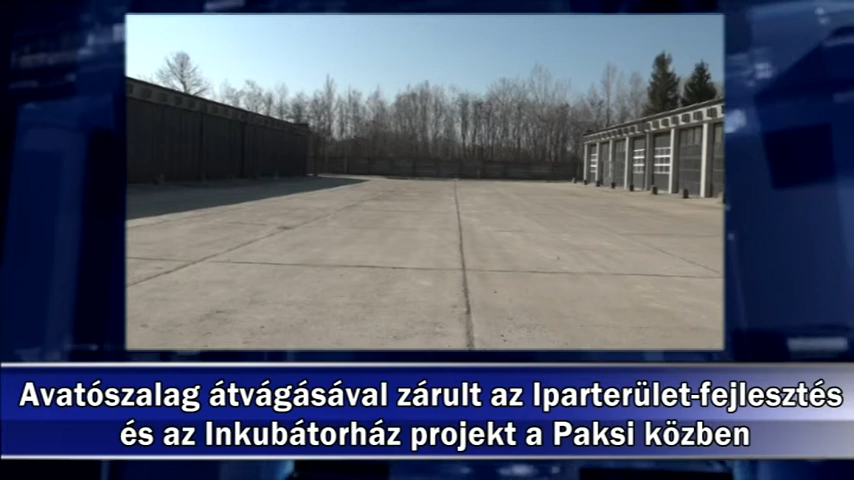 Avatószalag átvágásával zárult az Iparterület-fejlesztés
és az Inkubátorház projekt a Paksi közben